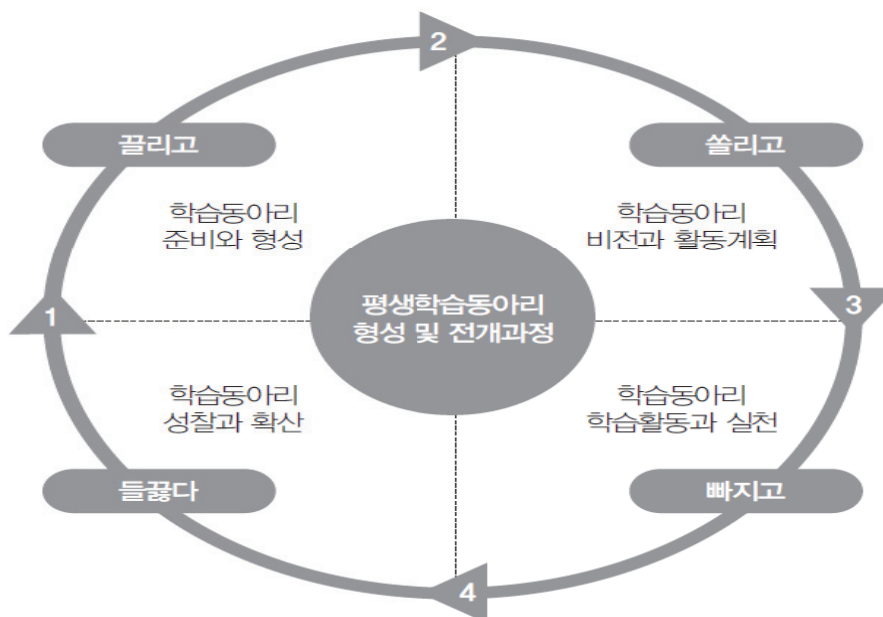 2
끌리고
쏠리고
학습동아리
준비와 형성
학습동아리
비전과 활동계획
평생학습동아리
형성 및 전개과정
1
3
학습동아리
성찰과 확산
학습동아리
학습활동과 실천
들끓다
빠지고
4